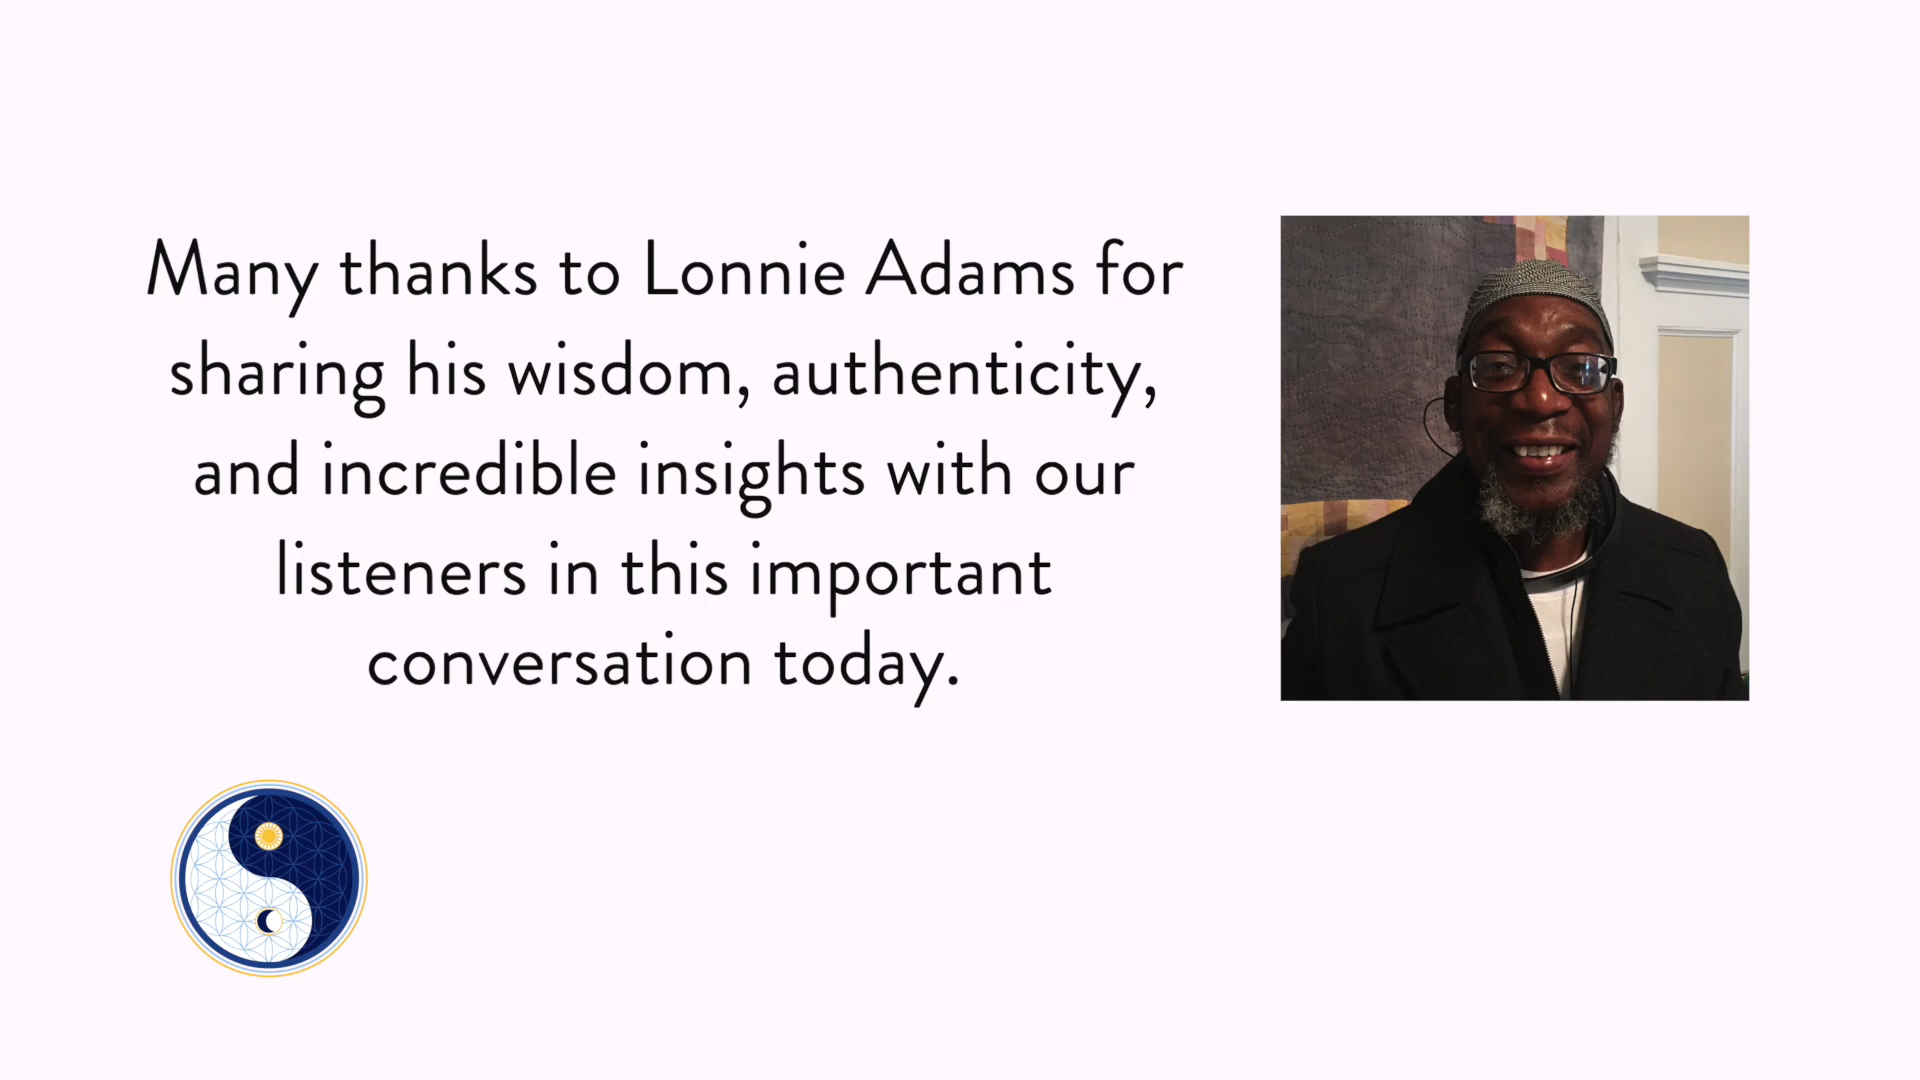 Many thanks to Lonnie Adams for
sharing his wisdom, authenticity,
and incredible insights with our
listeners in this important
conversation today.